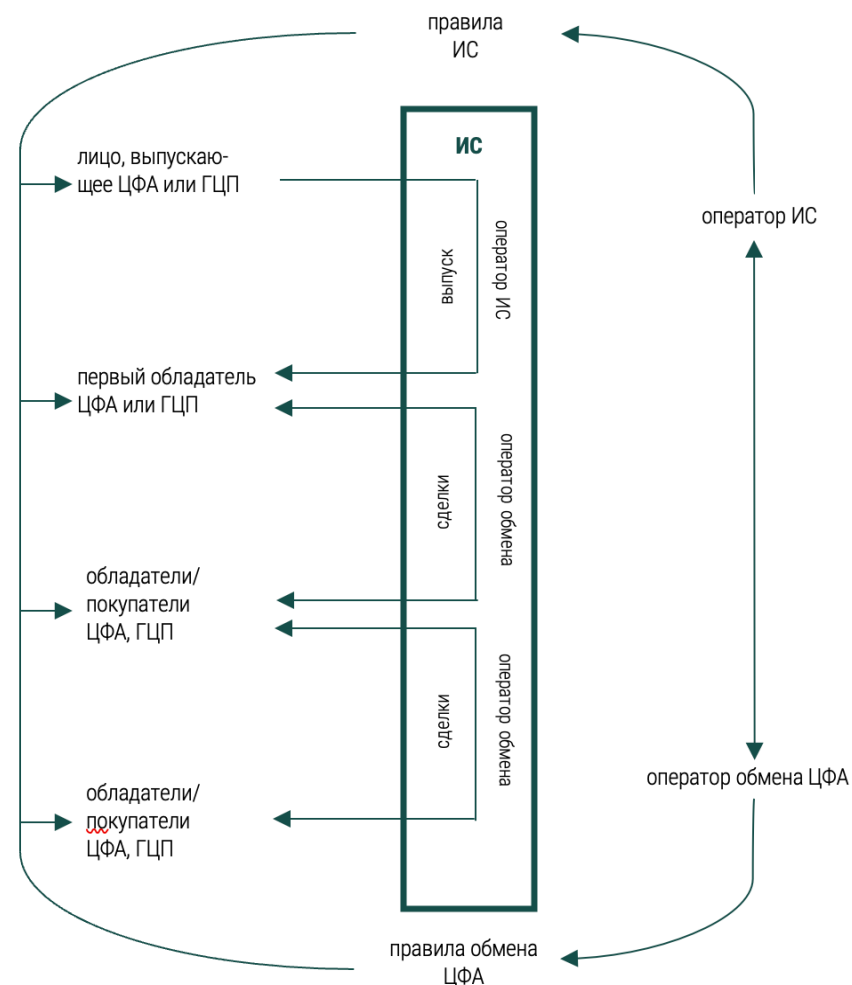 правила
ИС
ИС
лицо, выпускаю-
щее ЦФА или ГЦП
оператор ИС
выпуск
оператор ИС
первый обладатель
ЦФА или ГЦП
сделки
оператор обмена
обладатели/
покупатели
ЦФА, ГЦП
сделки
оператор обмена
оператор обмена ЦФА
обладатели/
покупатели
ЦФА, ГЦП
правила обмена
ЦФА